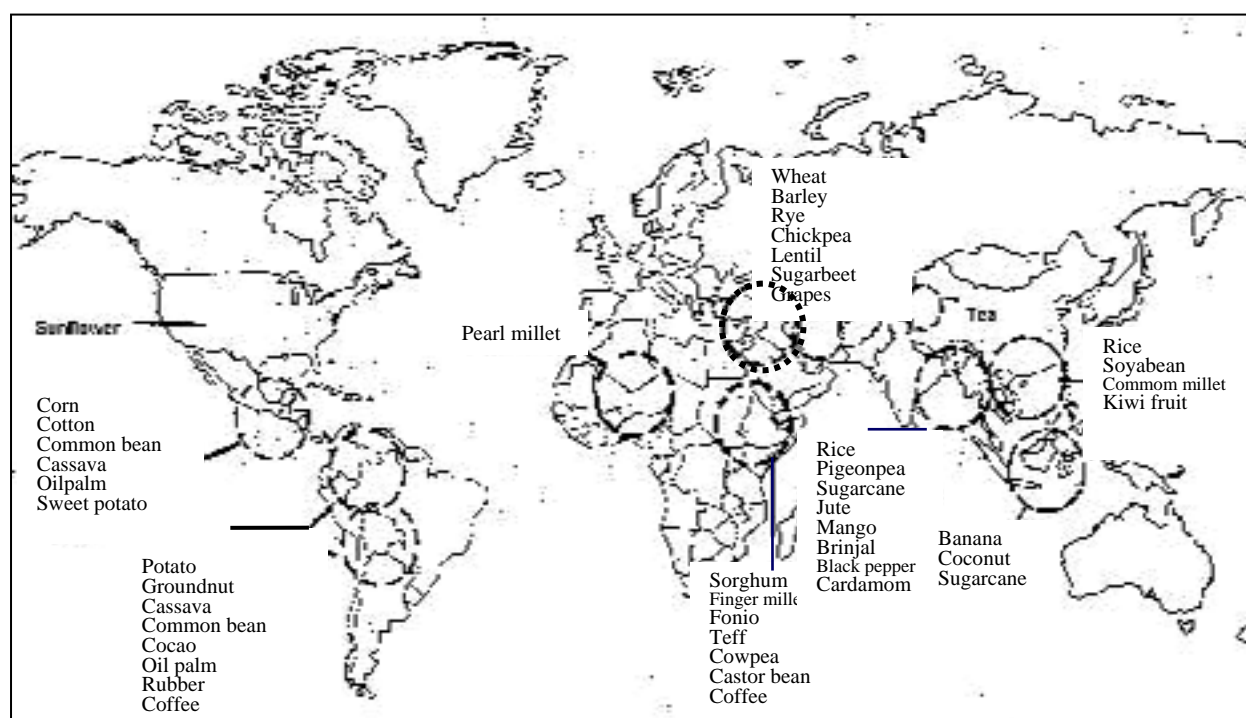 Wheat
Barley
Rye
Chickpea
Lentil
Sugarbeet
Grapes
Sunflower
Tea
Pearl millet
Rice
Soyabean
Commom millet
Kiwi fruit
Corn
Cotton
Common bean
Cassava
Oilpalm
Sweet potato
Rice
Pigeonpea
Sugarcane
Jute
Mango
Brinjal
Black pepper
Cardamom
Banana
Coconut
Sugarcane
Potato
Groundnut
Cassava
Common bean
Cocao
Oil palm
Rubber
Coffee
Sorghum
Finger mille
Fonio
Teff
Cowpea
Castor bean
Coffee